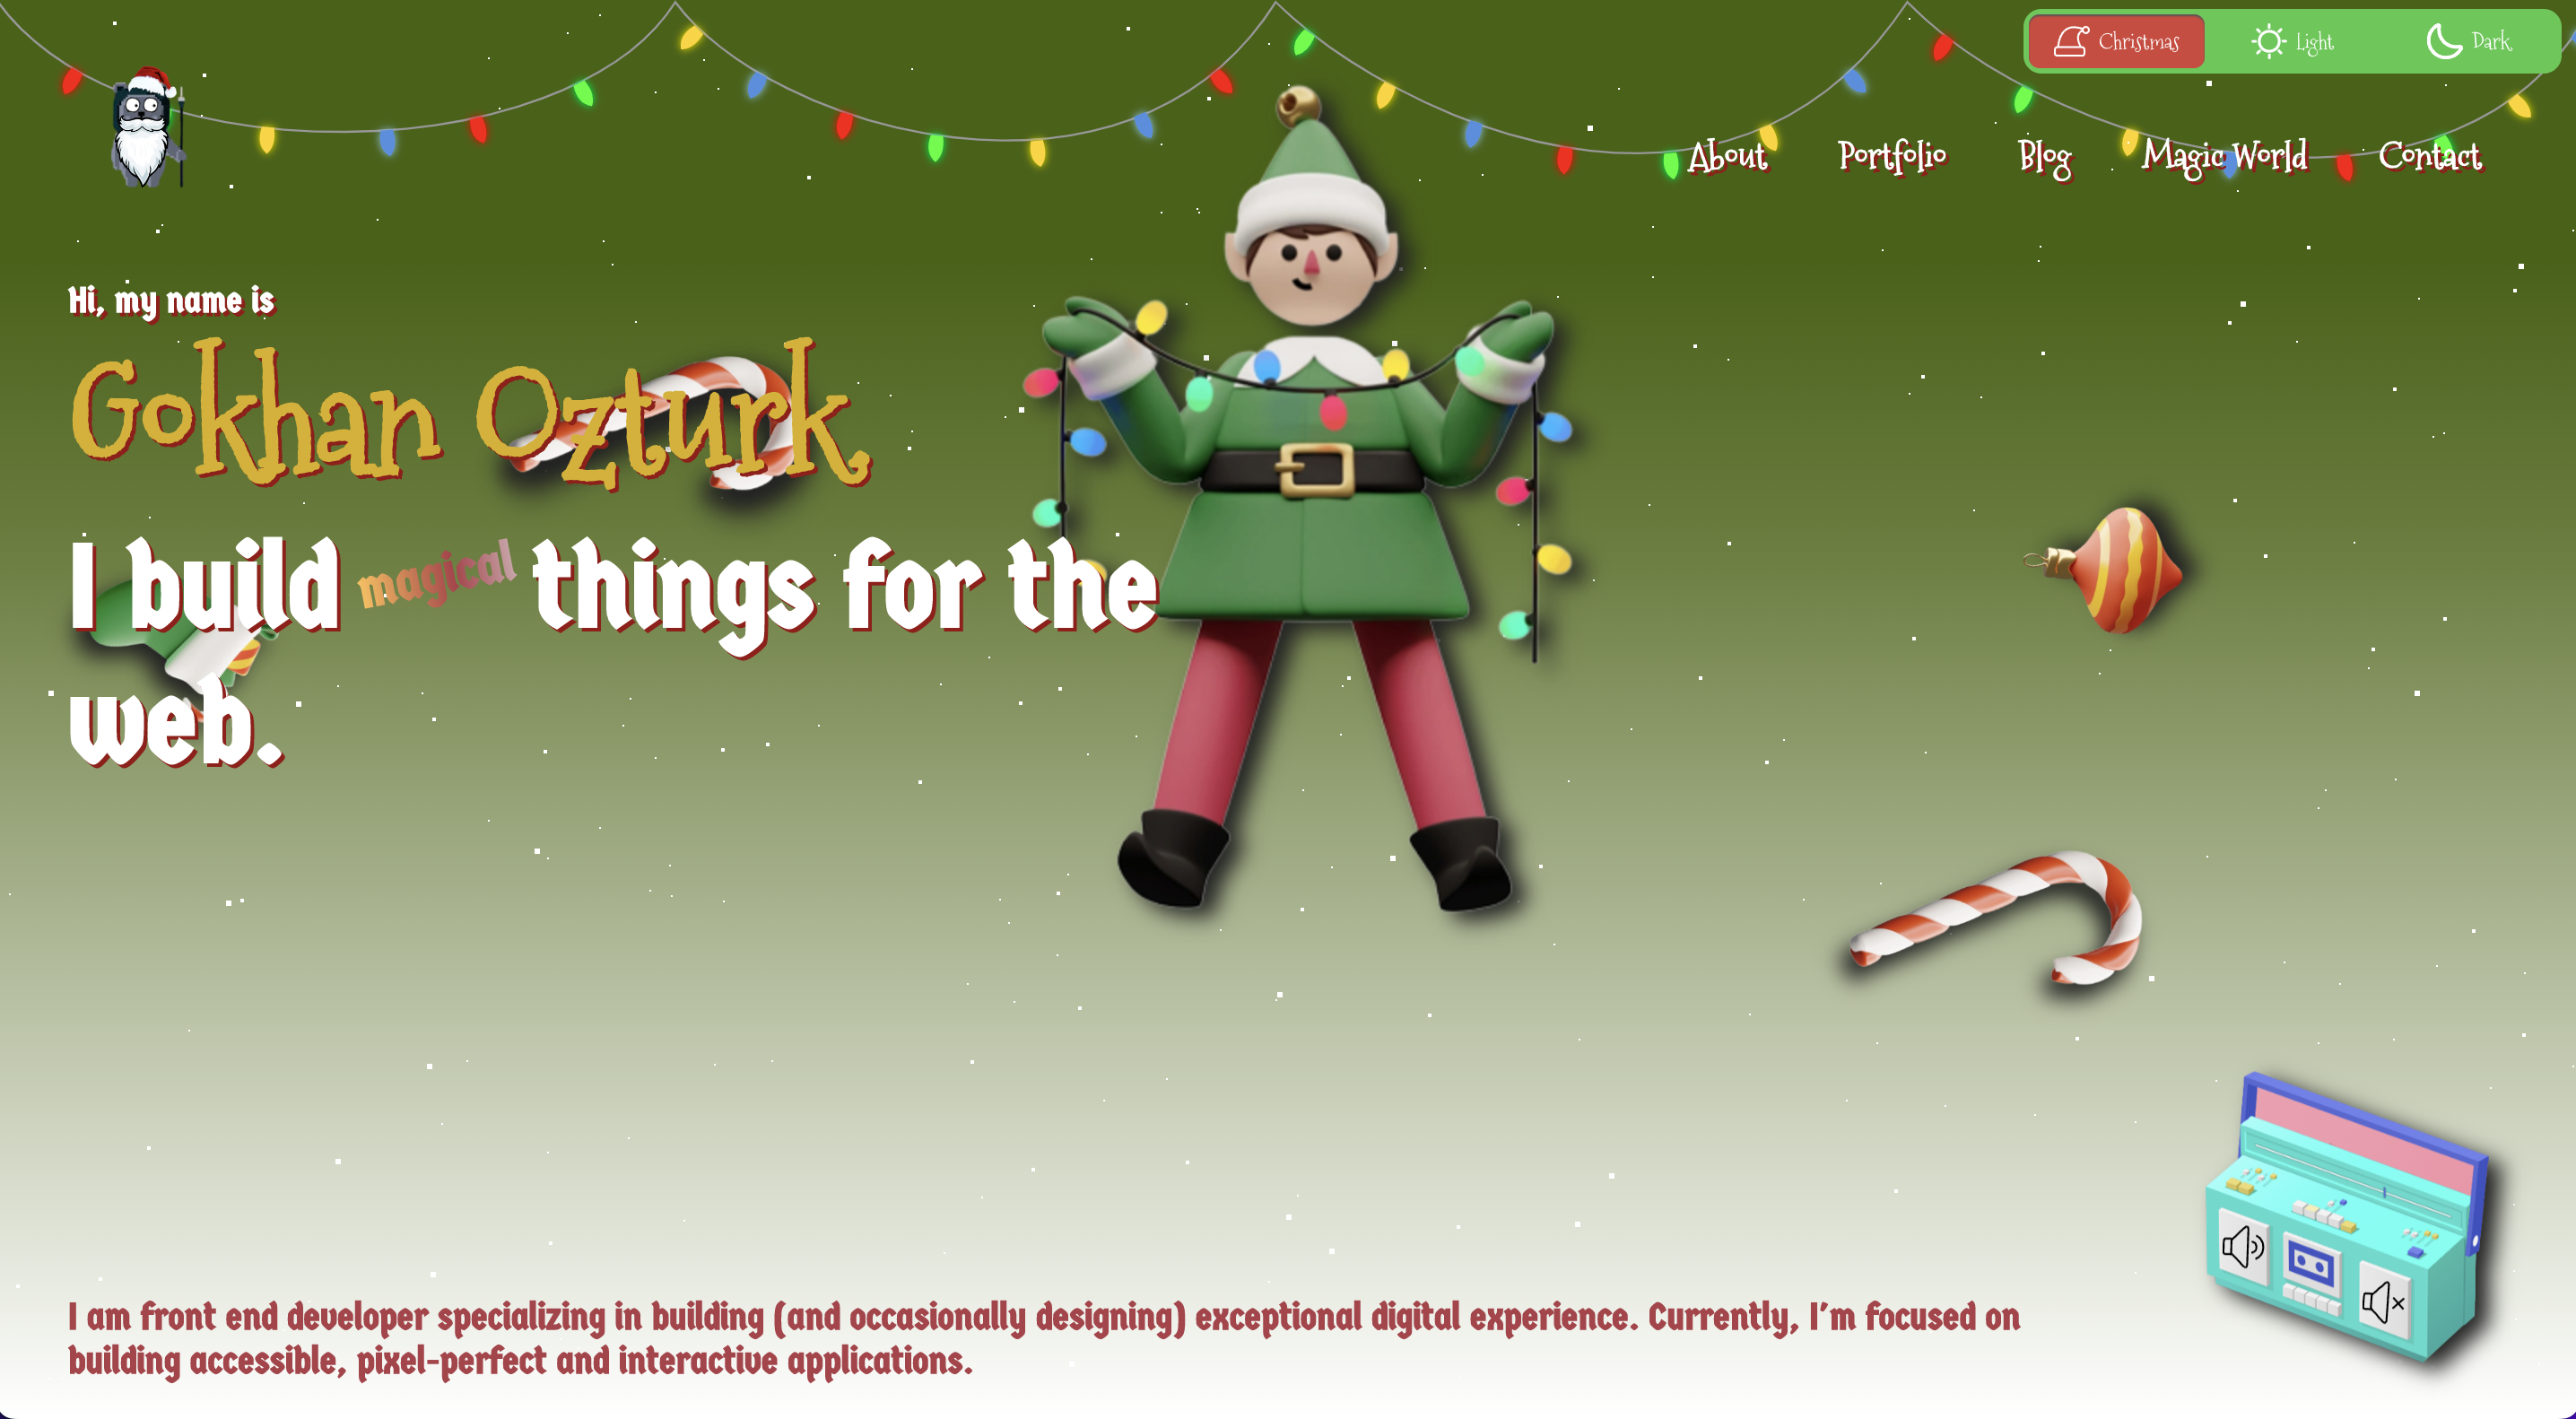 Christmas
Light
Dark
About
Portfolio
Blog
Magic World
Contact
Hi, my name is
Gokhan Ozturk
I build magical things for the
web.
I am front end developer specializing in building (and occasionally designing) exceptional digital experience. Currently, I'm focused on
building accessible, pixel-perfect and interactive applications.